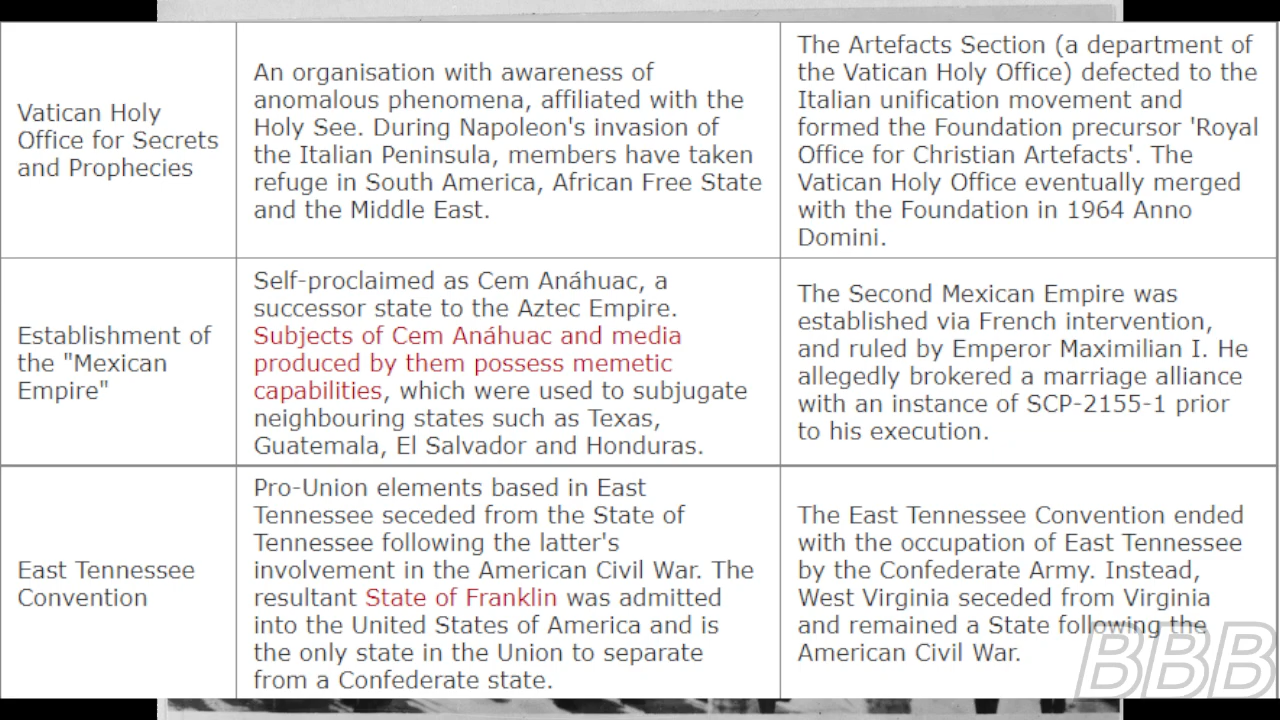 Vatican Holy
Office for Secrets
and Prophecies
An organisation with awareness of
anomalous phenomena, affiliated with the
Holy See. During Napoleon's invasion of
the Italian Peninsula, members have taken
refuge in South America, African Free State
and the Middle East.
The Artefacts Section (a department of
the Vatican Holy Office) defected to the
Italian unification movement and
formed the Foundation precursor 'Royal
Office for Christian Artefacts'. The
Vatican Holy Office eventually merged
with the Foundation in 1964 Anno
Domini.
Establishment of
the "Mexican
Empire"
Self-proclaimed as Cem Anáhuac, a
successor state to the Aztec Empire.
Subjects of Cem Anáhuac and media
produced by them possess memetic
capabilities, which were used to subjugate
neighbouring states such as Texas,
Guatemala, El Salvador and Honduras.
The Second Mexican Empire was
established via French intervention,
and ruled by Emperor Maximilian I. He
allegedly brokered a marriage alliance
with an instance of SCP-2155-1 prior
to his execution.
East Tennessee
Convention
Pro-Union elements based in East
Tennessee seceded from the State of
Tennessee following the latter's
involvement in the American Civil War. The
resultant State of Franklin was admitted
into the United States of America and is
the only state in the Union to separate
from a Confederate state.
The East Tennessee Convention ended
with the occupation of East Tennessee
by the Confederate Army. Instead,
West Virginia seceded from Virginia
and remained a State following the
American Civil War.
BBB